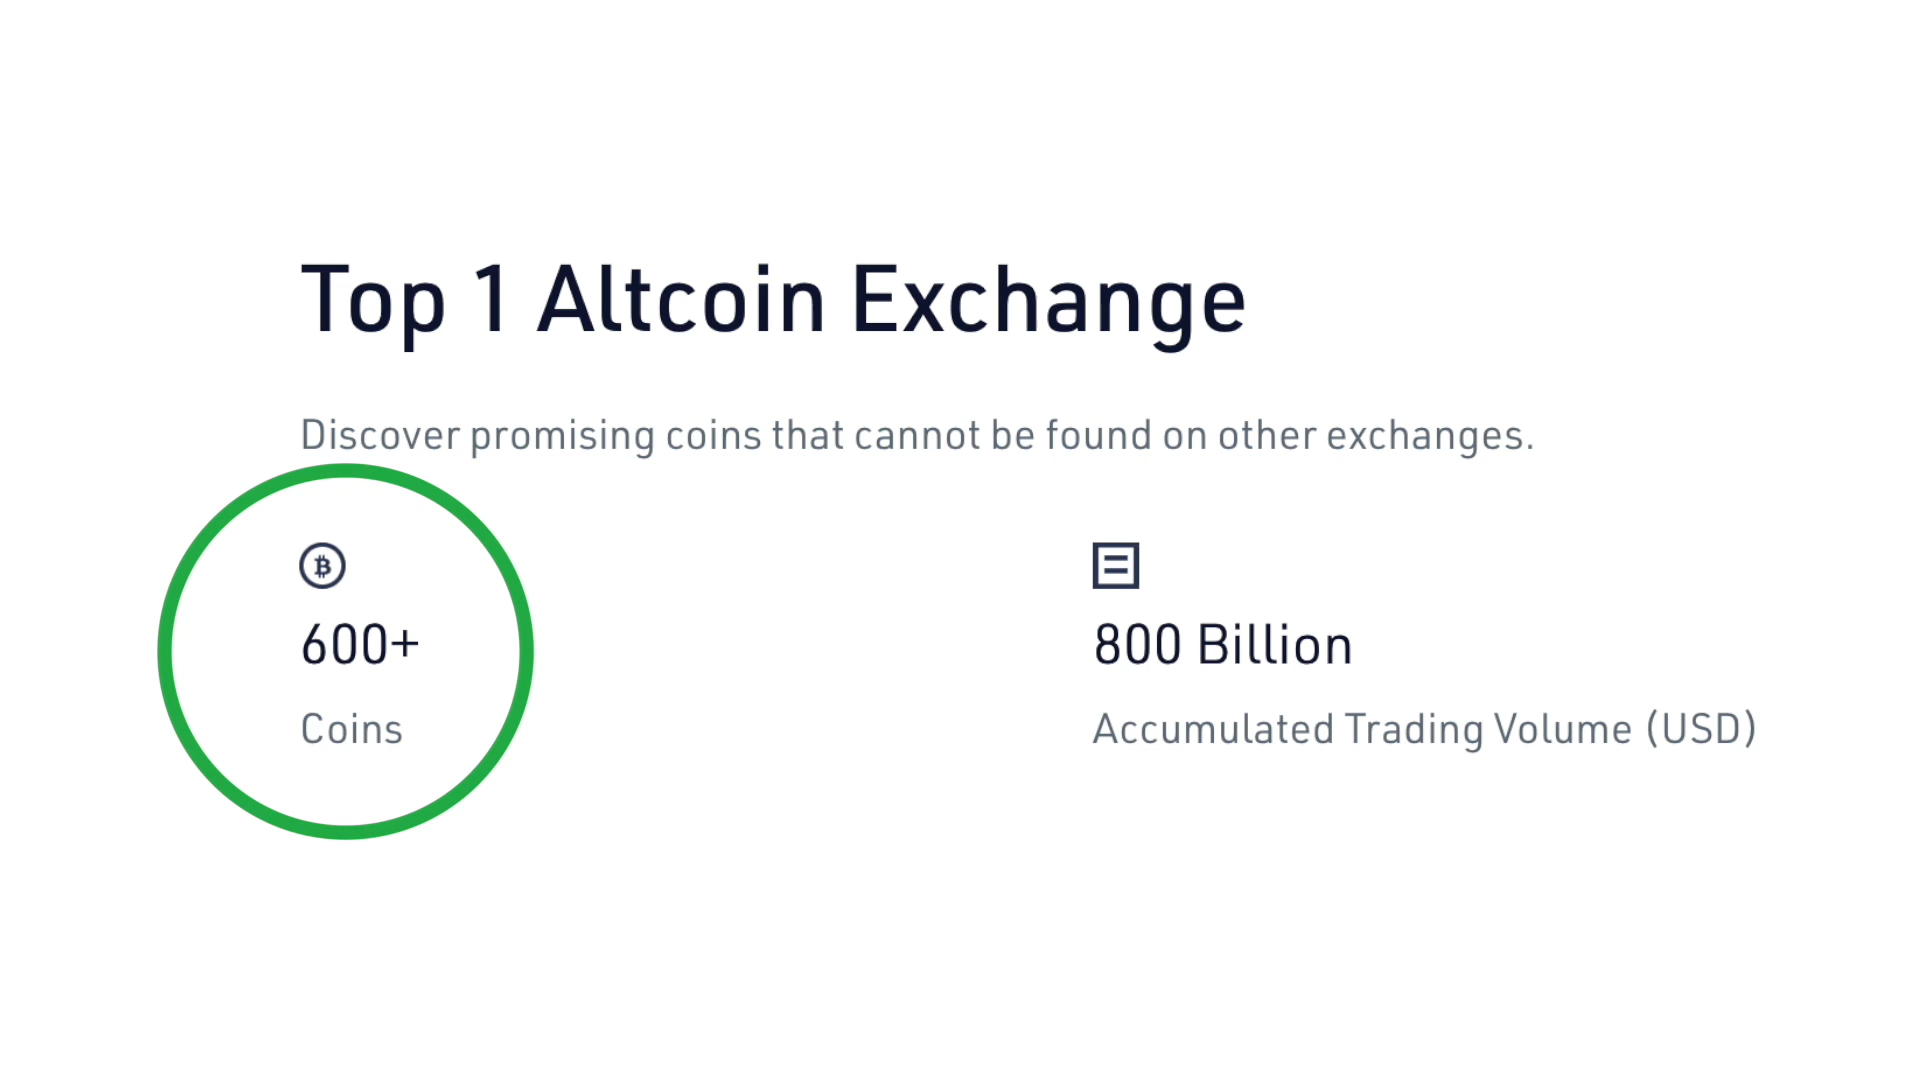 Top 1 Altcoin Exchange
Discover promising coins that cannot be found on other exchanges.
600+
Coins
800 Billion
Accumulated Trading Volume (USD)